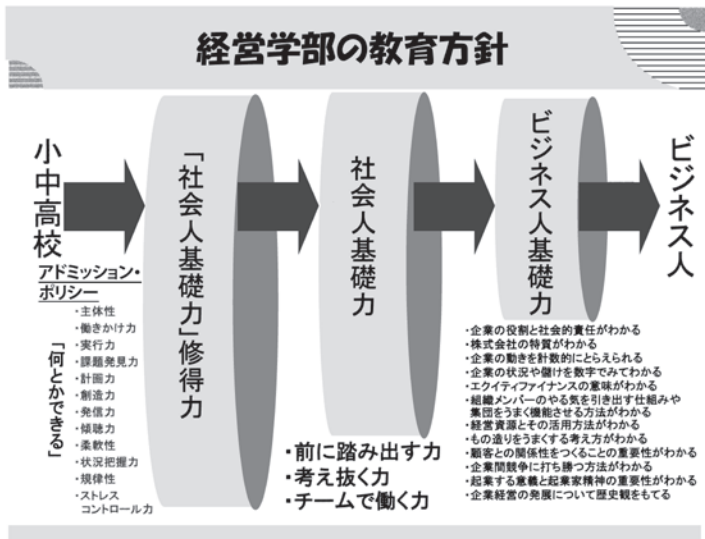 経営学部の教育方針
小中高校
アドミッション・
ポリシー
「何とかできる」
・主体性
・働きかけ力
・実行力
・課題発見力
・計画力
・創造力
・発信力
・傾聴力
・柔軟性
・状況把握力
・規律性
・ストレス
コントロール力
「社会人基礎力」修得力
社会人基礎力
・前に踏み出す力
・考え抜く力
・チームで働く力
ビジネス人基礎力
・企業の役割と社会的責任がわかる
・株式会社の特質がわかる
・企業の動きを計数的にとらえられる
・企業の状況や儲けを数字でみてわかる
・エクイティファイナンスの意味がわかる
・組織メンバーのやる気を引き出す仕組みや
集団をうまく機能させる方法がわかる
・経営資源とその活用方法がわかる
・もの造りをうまくする考え方がわかる
・顧客との関係性をつくることの重要性がわかる
・企業間競争に打ち勝つ方法がわかる
・起業する意義と起業家精神の重要性がわかる
・企業経営の発展について歴史観をもてる
ビジネス人